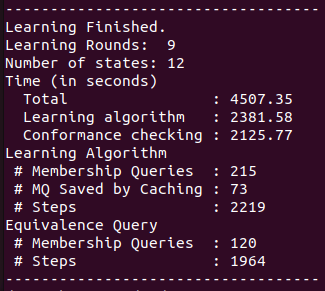 -----------------------------------
Learning Finished.
Learning Rounds:  9
Number of states: 12
Time (in seconds)
  Total                : 4507.35
  Learning algorithm   : 2381.58
  Conformance checking : 2125.77
Learning Algorithm
 # Membership Queries  : 215
 # MQ Saved by Caching : 73
 # Steps               : 2219
Equivalence Query
 # Membership Queries  : 120
 # Steps               : 1964
-----------------------------------